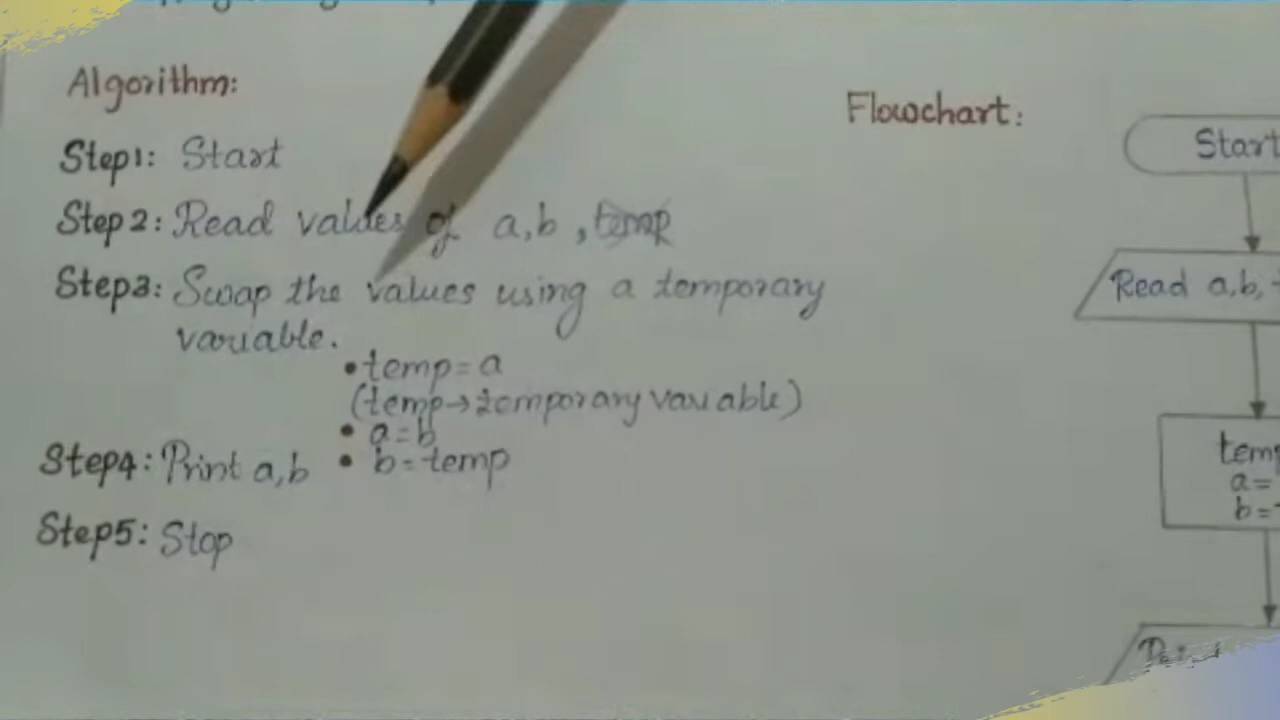 Algorithm:
Step1: Start
Step2: Read values of a,b , temp
Step3: Swap the values using a temporary
variable.
• temp = a
(temp→temporary variable)
• a = b
• b = temp
Step4: Print a,b
Step5: Stop
Flowchart:
Start
Read a,b,
temp
a=
b=